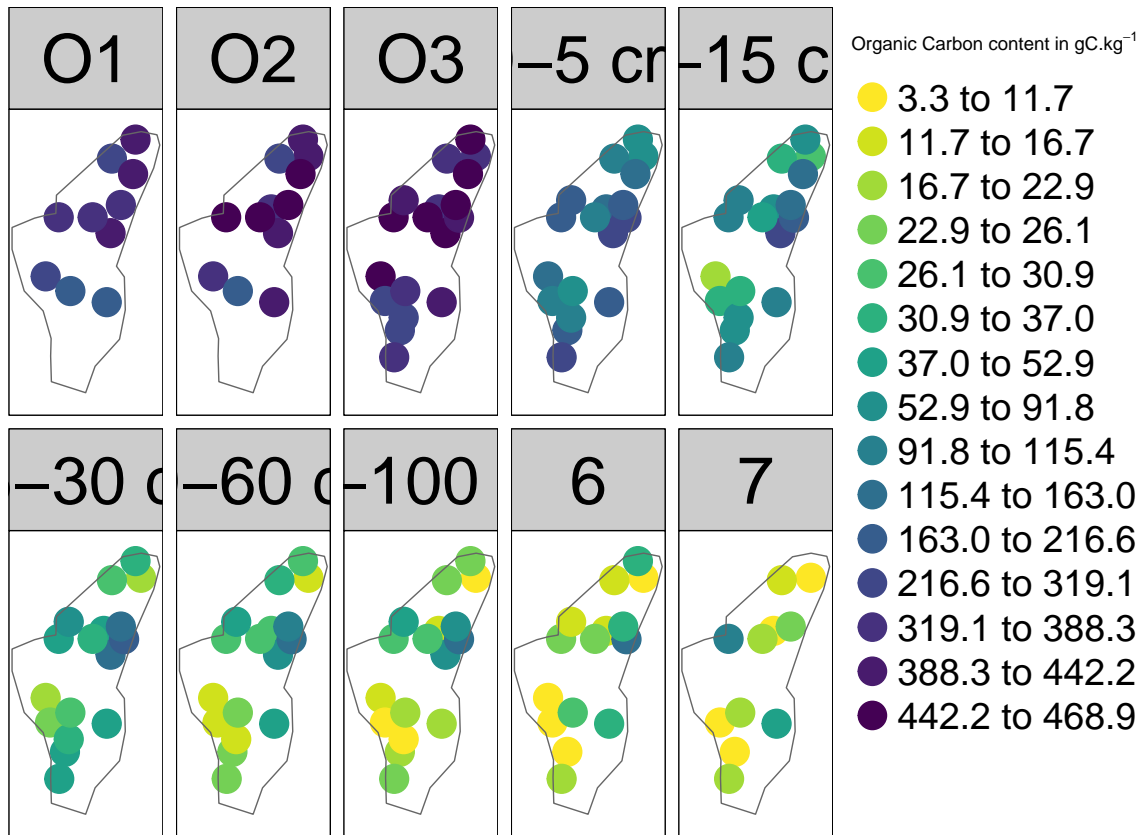 O1 O2 O3 –5 cm –15 c
Organic Carbon content in gC.kg⁻¹
3.3 to 11.7
11.7 to 16.7
16.7 to 22.9
22.9 to 26.1
26.1 to 30.9
30.9 to 37.0
37.0 to 52.9
52.9 to 91.8
91.8 to 115.4
115.4 to 163.0
163.0 to 216.6
216.6 to 319.1
319.1 to 388.3
388.3 to 442.2
442.2 to 468.9
–30 c –60 c –100 6 7